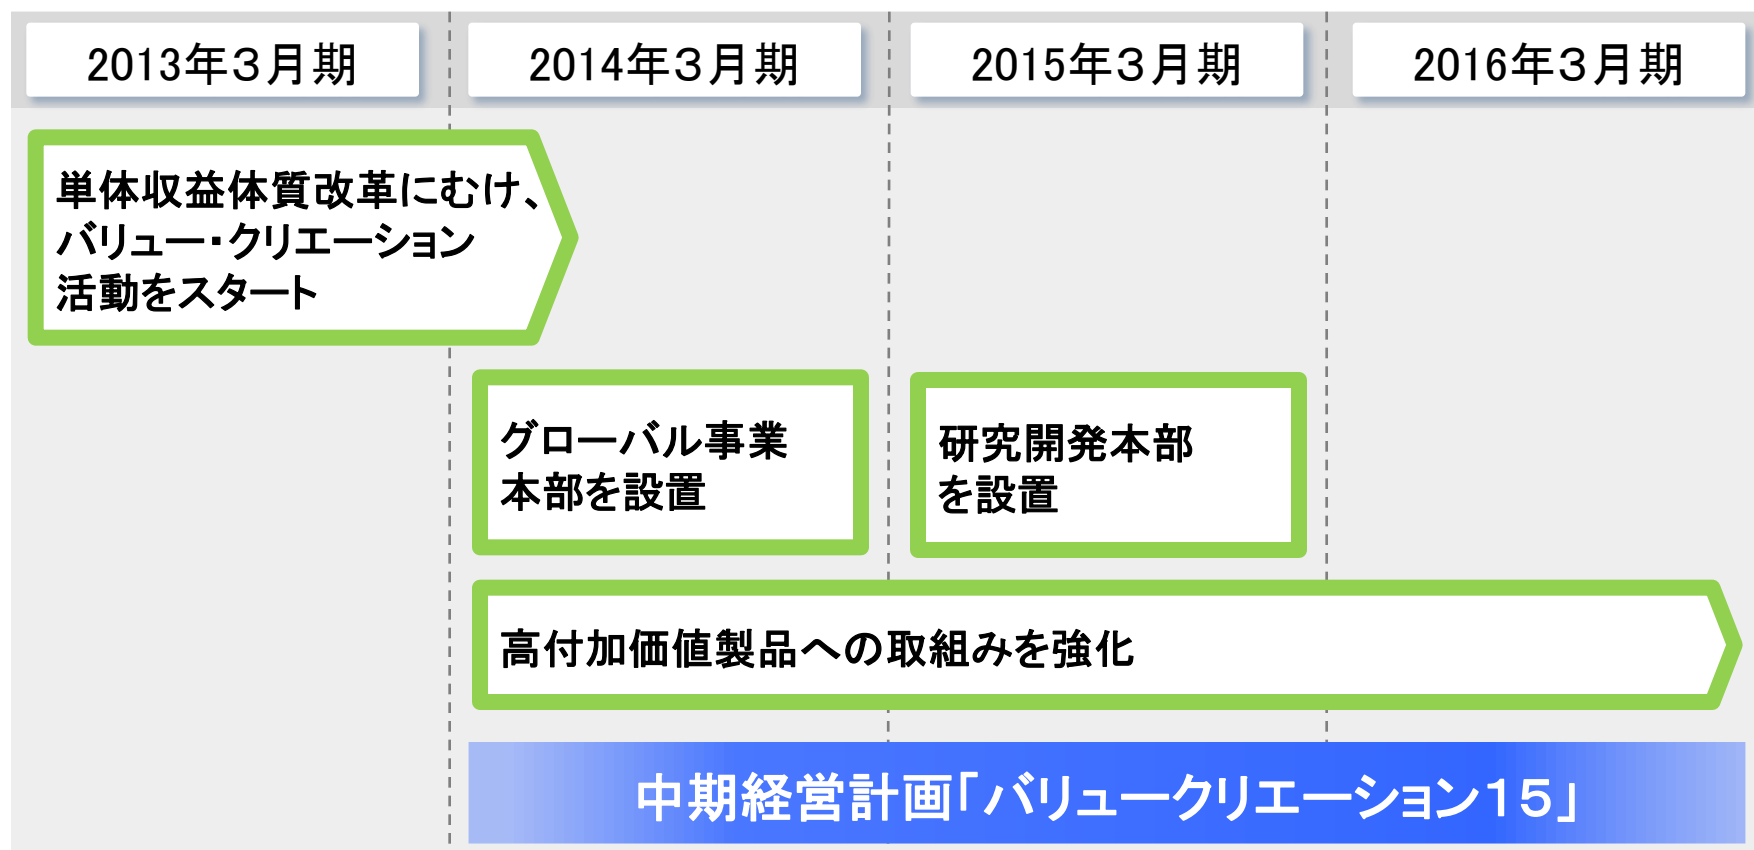 2013年３月期
2014年３月期
2015年３月期
2016年３月期
単体収益体質改革にむけ、
バリュー・クリエーション
活動をスタート
グローバル事業
本部を設置
研究開発本部
を設置
高付加価値製品への取組みを強化
中期経営計画「バリュークリエーション１５」